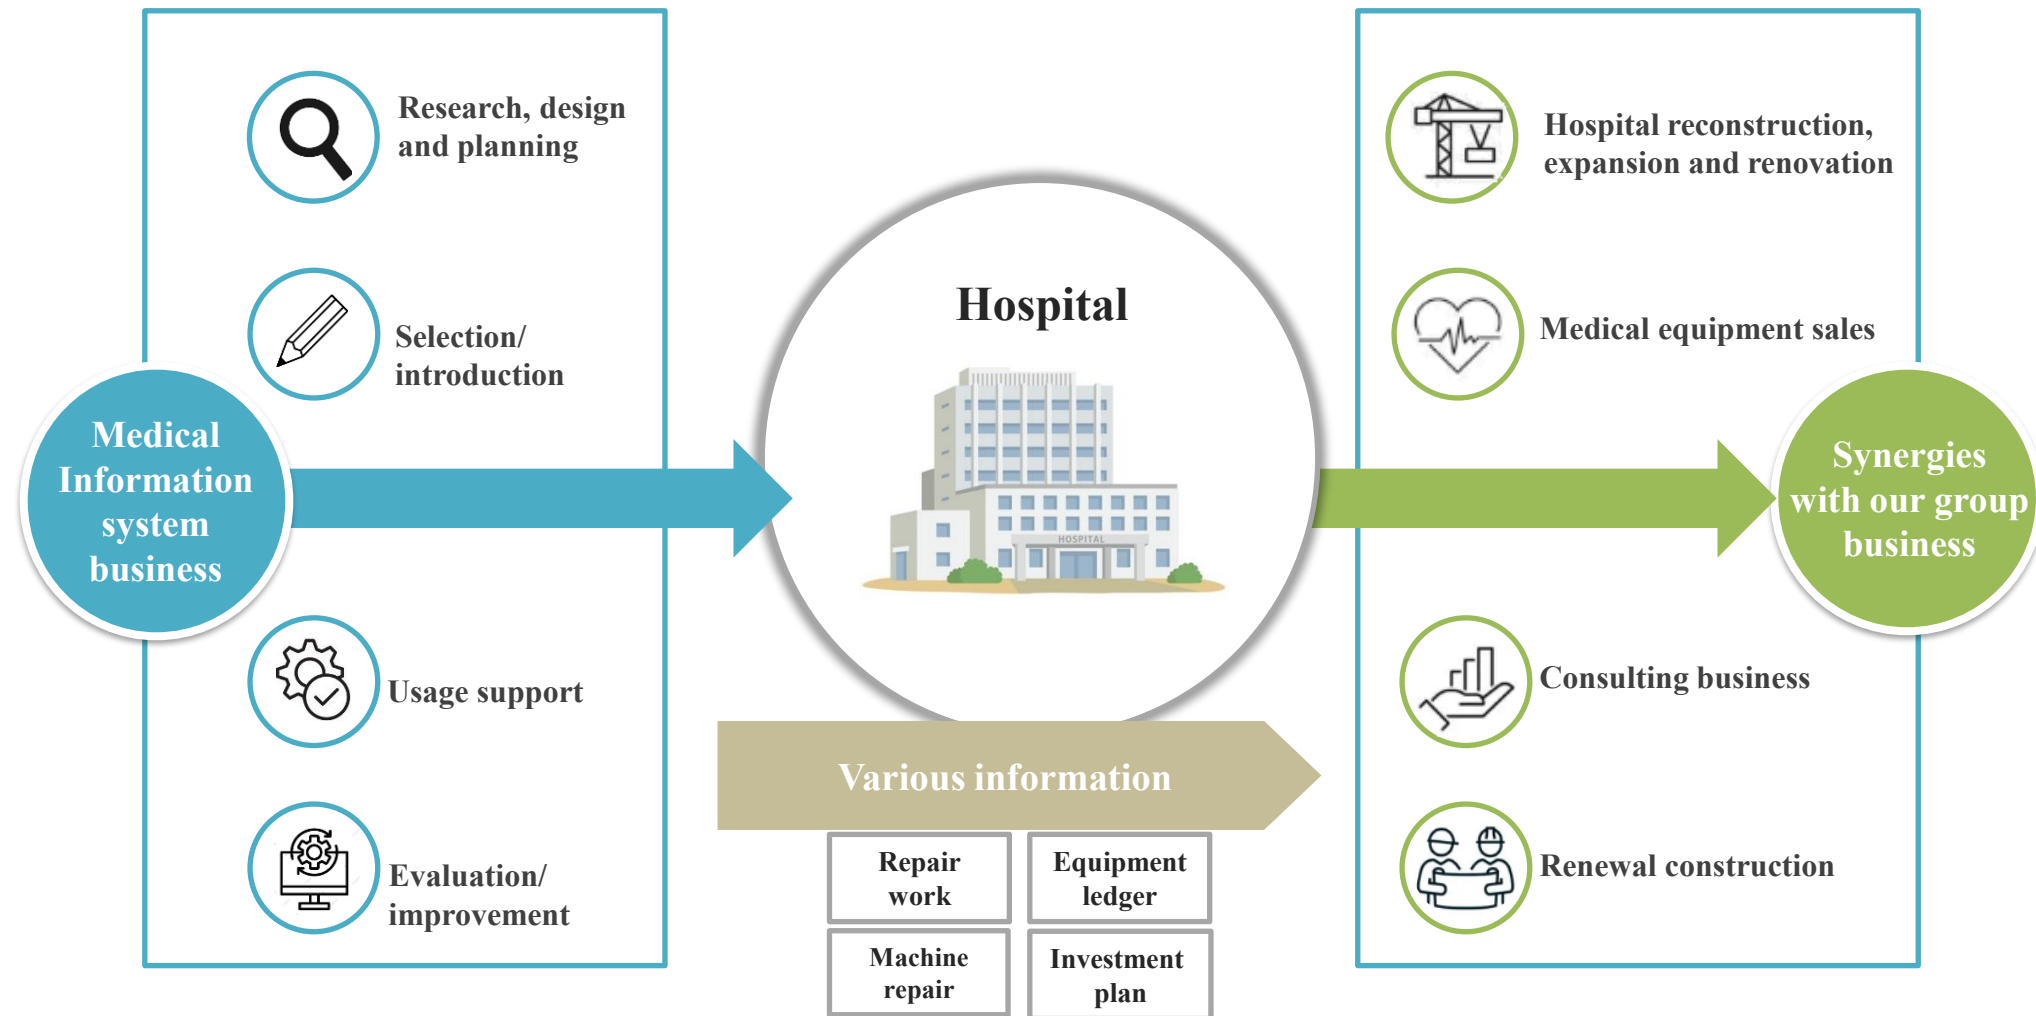 Medical
Information
system
business
Research, design
and planning
Selection/
introduction
Usage support
Evaluation/
improvement
Hospital
HOSPITAL
Various information
Repair
work
Equipment
ledger
Machine
repair
Investment
plan
Hospital reconstruction,
expansion and renovation
Medical equipment sales
Consulting business
Renewal construction
Synergies
with our group
business